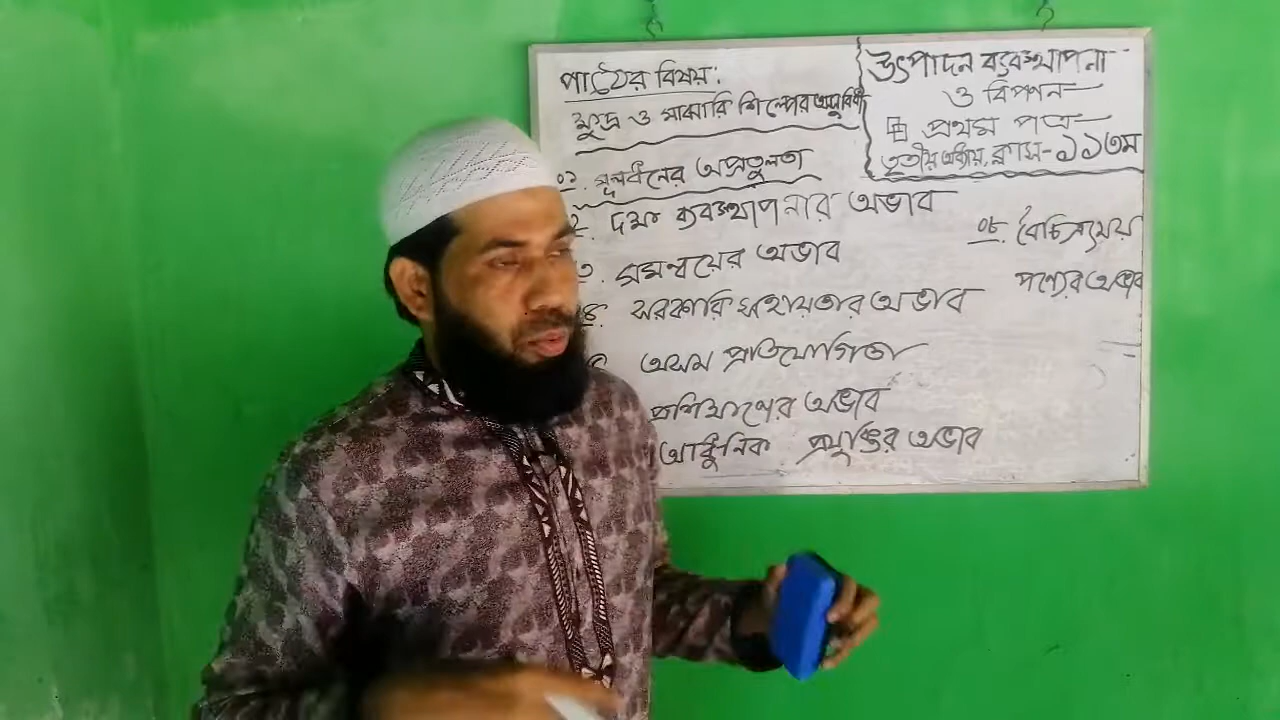 পাঠের বিষয়:
ক্ষুদ্র ও মাঝারি শিল্পের অসুবিধা
০১. মূলধনের অপ্রতুলতা
২. দক্ষ ব্যবস্থাপনার অভাব
৩. সমন্বয়ের অভাব
৪. সরকারি সহায়তার অভাব
অসম প্রতিযোগিতা
প্রশিক্ষণের অভাব
আধুনিক প্রযুক্তির অভাব
উৎপাদন ব্যবস্থাপনা
ও বিপণন
প্রথম পত্র
তৃতীয় অধ্যায়, ক্লাস-১১৩ম
০৮. বৈচিত্র্যময়
পণ্যের অভাব